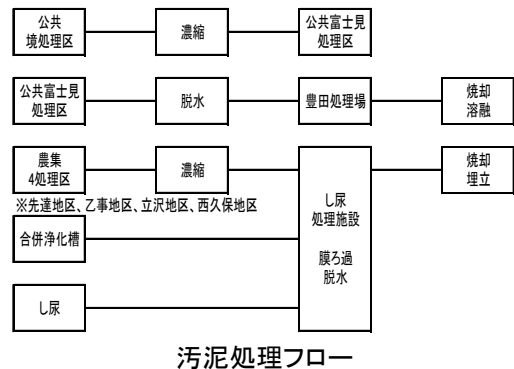 公共
境処理区
濃縮
公共富士見
処理区
公共富士見
処理区
脱水
豊田処理場
焼却
溶融
農集
4処理区
濃縮
し尿
処理施設
膜ろ過
脱水
焼却
埋立
※先達地区、乙事地区、立沢地区、西久保地区
合併浄化槽
し尿
汚泥処理フロー